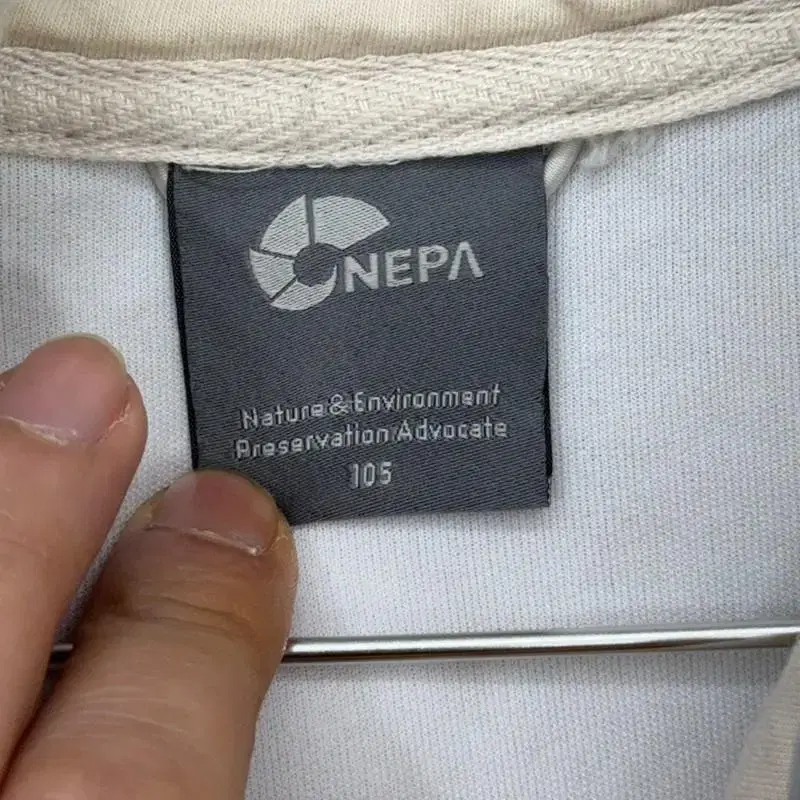 NEPA
Nature & Environment
Preservation Advocate
105